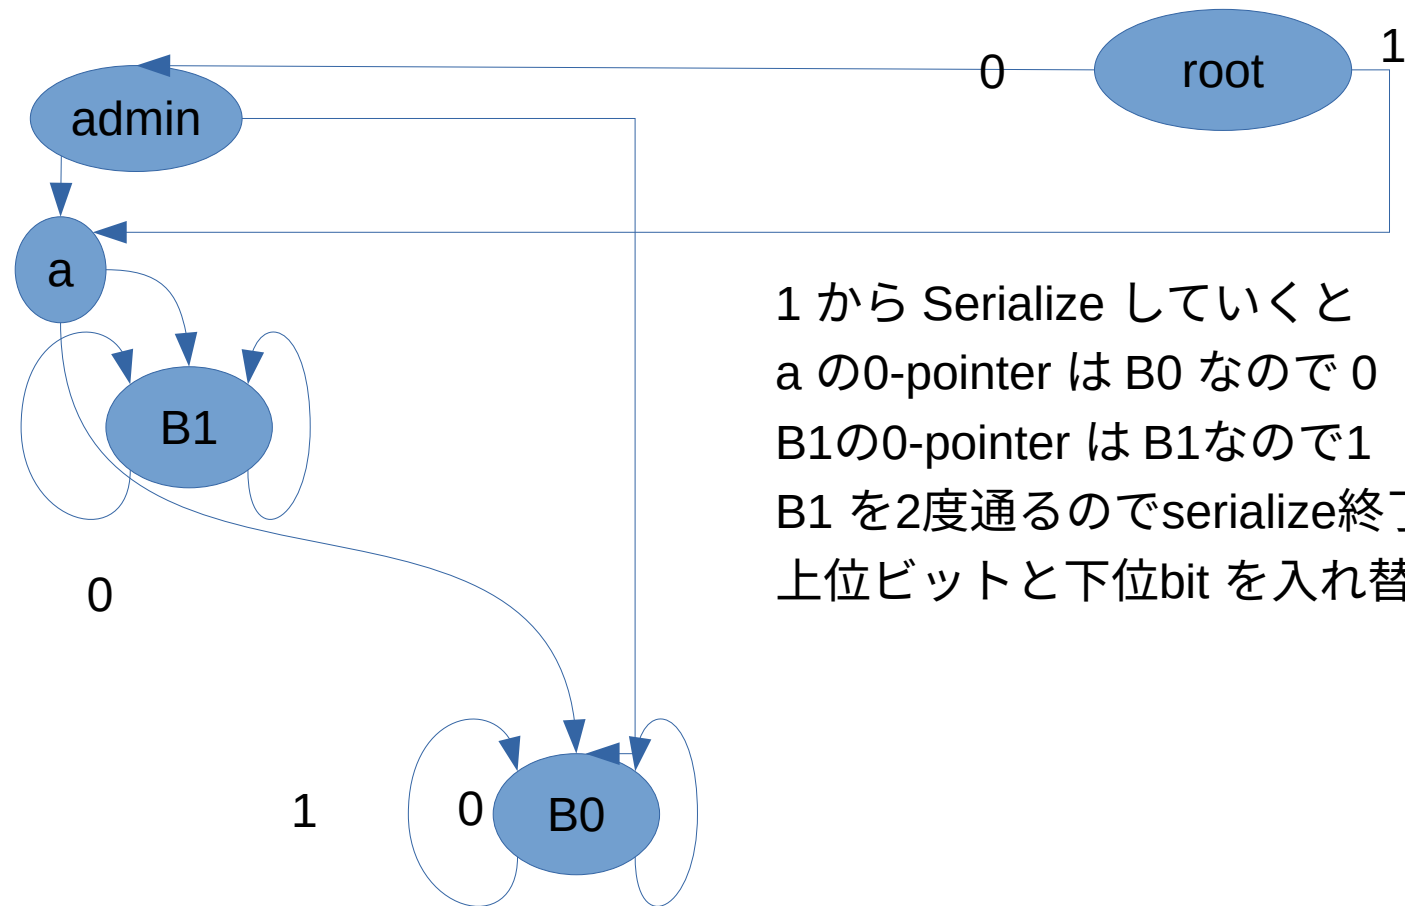 1
0
root
admin
a
1 から Serialize していくと
a の0-pointer は B0 なので 0
B1
B1の0-pointer は B1なので1
B1 を2度通るのでserialize終了
上位ビットと下位bit を入れ替
0
1
0
B0